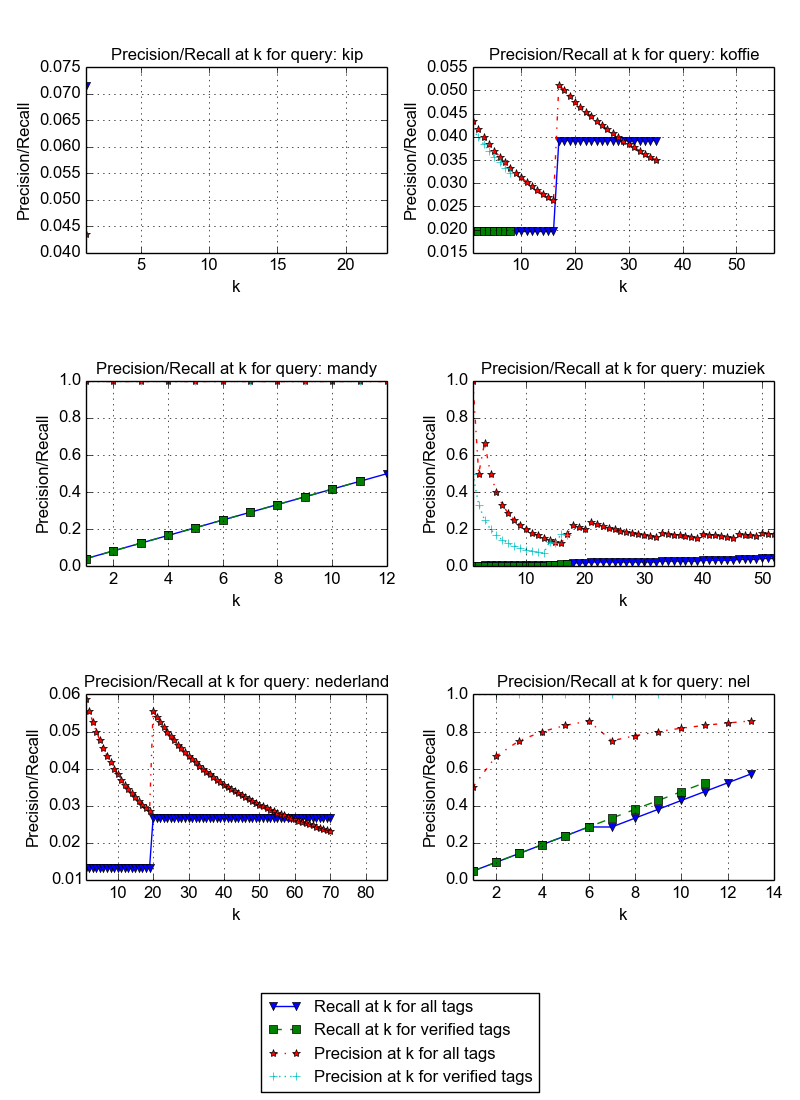 Precision/Recall at k for query: kip
Precision/Recall
0.075
0.070
0.065
0.060
0.055
0.050
0.045
0.040
5 10 15 20
k
Precision/Recall at k for query: koffie
Precision/Recall
0.055
0.050
0.045
0.040
0.035
0.030
0.025
0.020
0.015
10 20 30 40 50
k
Precision/Recall at k for query: mandy
Precision/Recall
1.0
0.8
0.6
0.4
0.2
0.0
2 4 6 8 10 12
k
Precision/Recall at k for query: muziek
Precision/Recall
1.0
0.8
0.6
0.4
0.2
0.0
10 20 30 40 50
k
Precision/Recall at k for query: nederland
Precision/Recall
0.06
0.05
0.04
0.03
0.02
0.01
10 20 30 40 50 60 70 80
k
Precision/Recall at k for query: nel
Precision/Recall
1.0
0.8
0.6
0.4
0.2
0.0
2 4 6 8 10 12 14
k
Recall at k for all tags
Recall at k for verified tags
Precision at k for all tags
Precision at k for verified tags